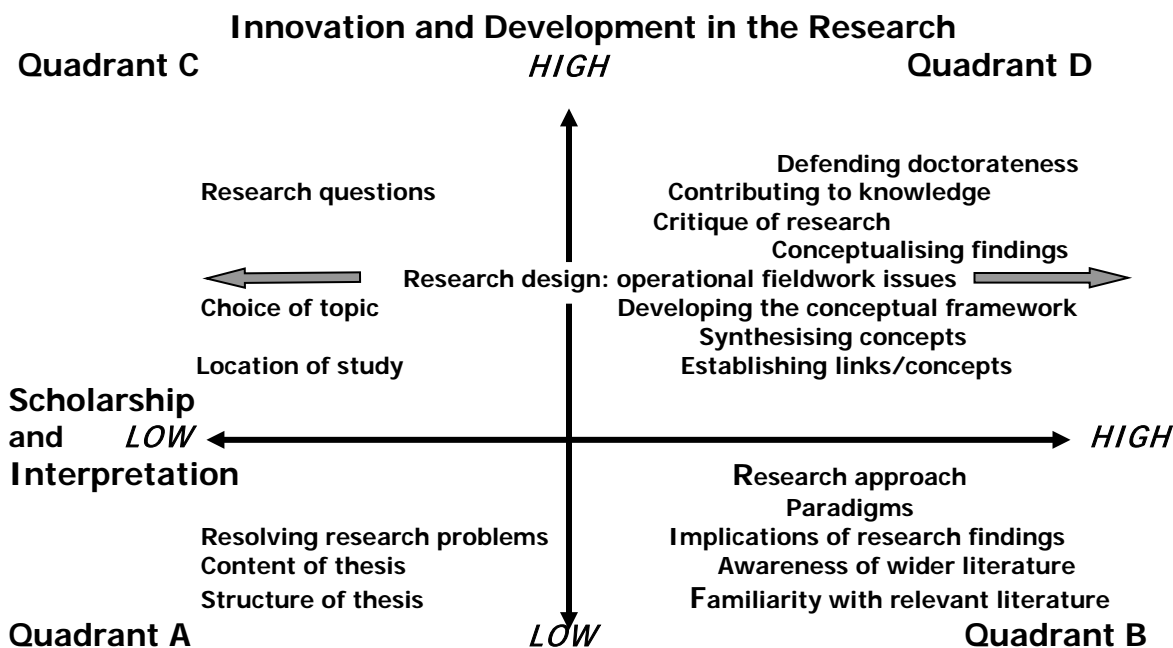 Innovation and Development in the Research
Quadrant C HIGH Quadrant D
Defending doctorateness
Research questions Contributing to knowledge
Critique of research
Conceptualising findings
Research design: operational fieldwork issues
Choice of topic Developing the conceptual framework
Synthesising concepts
Location of study Establishing links/concepts
Scholarship
and LOW HIGH
Interpretation Research approach
Paradigms
Resolving research problems Implications of research findings
Content of thesis Awareness of wider literature
Structure of thesis Familiarity with relevant literature
Quadrant A LOW Quadrant B